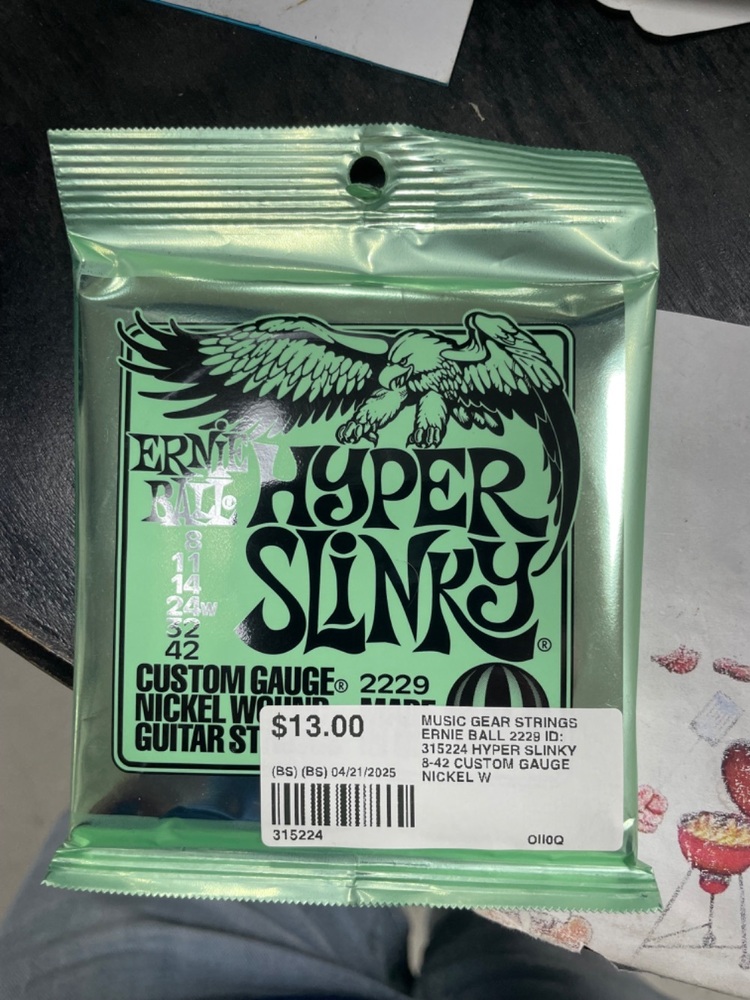 ERNIE
BALL®
HYPER
SLINKY®
8
11
14
24w
32
42
CUSTOM GAUGE® 2229
NICKEL WOUND MADE
GUITAR ST
$13.00
(BS) (BS) 04/21/2025
315224
MUSIC GEAR STRINGS
ERNIE BALL 2229 ID:
315224 HYPER SLINKY
8-42 CUSTOM GAUGE
NICKEL W
OII0Q